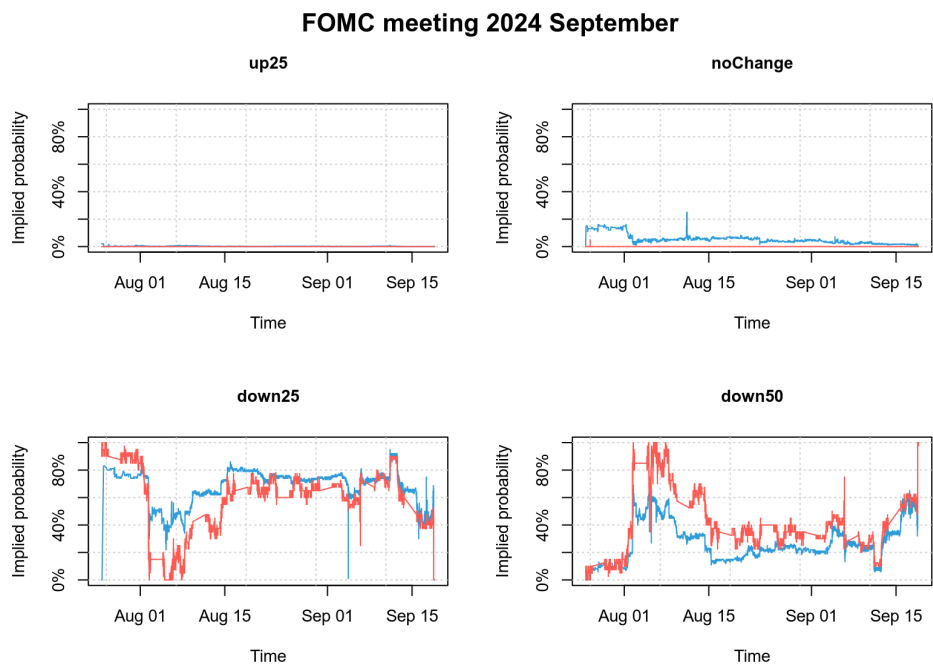 FOMC meeting 2024 September
up25
Implied probability
80%
40%
0%
Aug 01 Aug 15 Sep 01 Sep 15
Time
noChange
Implied probability
80%
40%
0%
Aug 01 Aug 15 Sep 01 Sep 15
Time
down25
Implied probability
80%
40%
0%
Aug 01 Aug 15 Sep 01 Sep 15
Time
down50
Implied probability
80%
40%
0%
Aug 01 Aug 15 Sep 01 Sep 15
Time